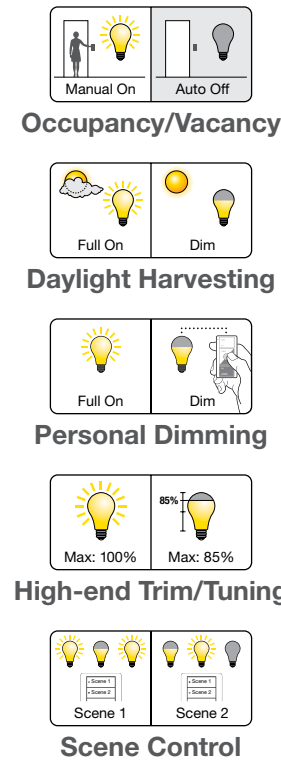 Manual On Auto Off
Occupancy/Vacancy
Full On Dim
Daylight Harvesting
Full On Dim
Personal Dimming
85%
Max: 100% Max: 85%
High-end Trim/Tuning
Scene 1 Scene 1
Scene 2 Scene 2
Scene 1 Scene 2
Scene Control